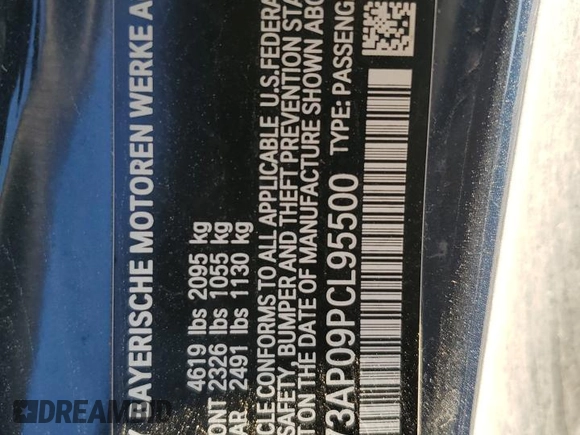 BAYERISCHE MOTOREN WERKE A
4619 lbs 2095 kg
ONT 2326 lbs 1055 kg
AR 2491 lbs 1130 kg
CLE CONFORMS TO ALL APPLICABLE U.S.FEDERA
SAFETY, BUMPER AND THEFT PREVENTION STA
T ON THE DATE OF MANUFACTURE SHOWN ABO
73AP09PCL95500 TYPE: PASSENG
DEALERSHIP